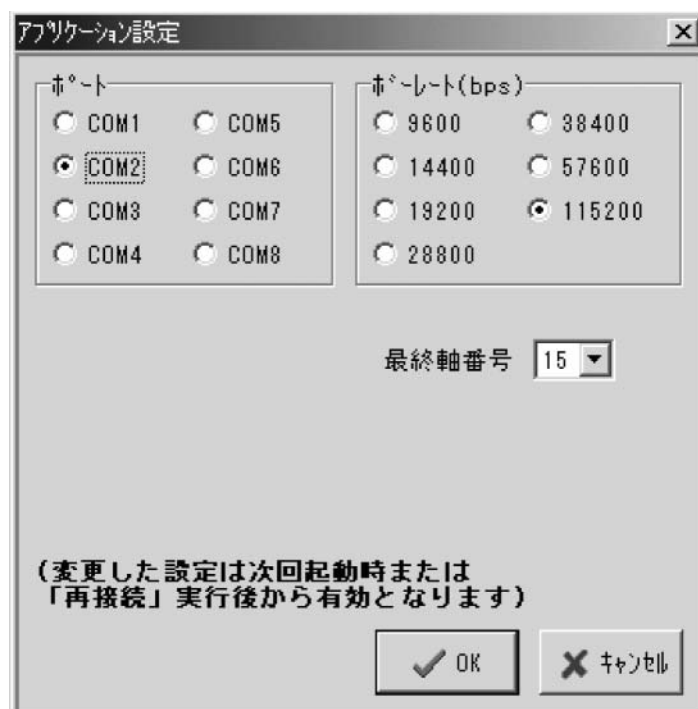 ｱﾌﾟﾘｹｰｼｮﾝ設定
ﾎﾟｰﾄ
COM1
COM5
COM2
COM6
COM3
COM7
COM4
COM8
ﾎﾞｰﾚｰﾄ(bps)
9600
38400
14400
57600
19200
115200
28800
最終軸番号 15
(変更した設定は次回起動時または
「再接続」実行後から有効となります)
OK
ｷｬﾝｾﾙ